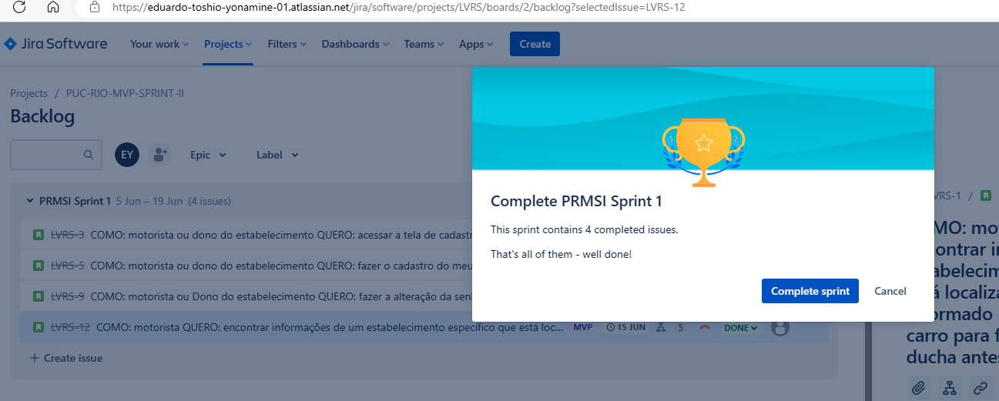 https://eduardo-toshio-yonamine-01.atlassian.net/jira/software/projects/LVRS/boards/2/backlog?selectedIssue=LVRS-12
Jira Software Your work Projects Filters Dashboards Teams Apps Create
Projects / PUC-RIO-MVP-SPRINT-II
Backlog
EY Epic Label
PRMSI Sprint 1 5 Jun – 19 Jun (4 issues)
LVRS-3 COMO: motorista ou dono do estabelecimento QUERO: acessar a tela de cadastr
LVRS-5 COMO: motorista ou dono do estabelecimento QUERO: fazer o cadastro do meu
LVRS-9 COMO: motorista ou Dono do estabelecimento QUERO: fazer a alteração da sen
LVRS-12 COMO: motorista QUERO: encontrar informações de um estabelecimento específico que está loc... MVP 15 JUN 5 DONE
+ Create issue
Complete PRMSI Sprint 1
This sprint contains 4 completed issues.
That's all of them - well done!
Complete sprint Cancel
VRS-1 /
MO: mo
ontrar i
abelecim
á localiza
ormado
carro para f
ducha ante